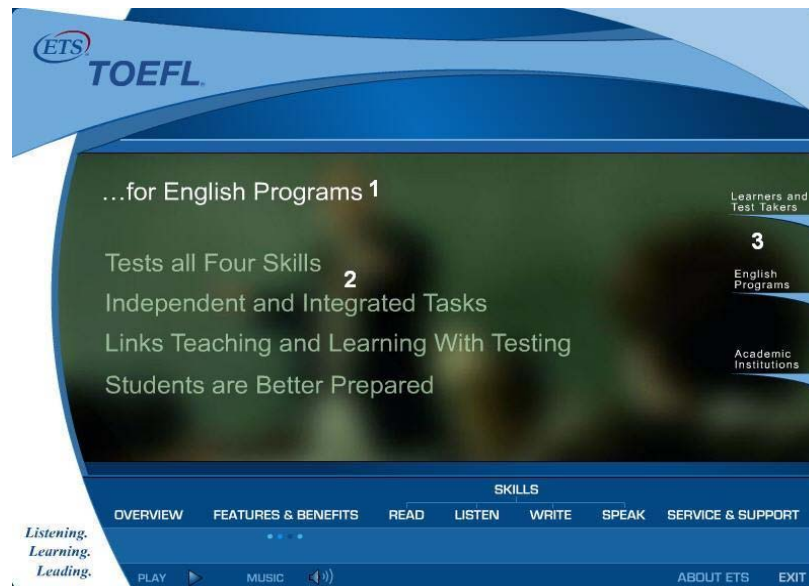 ETS
TOEFL
...for English Programs 1
Learners and
Test Takers
3
Tests all Four Skills
2
English
Programs
Independent and Integrated Tasks
Links Teaching and Learning With Testing
Academic
Institutions
Students are Better Prepared
SKILLS
OVERVIEW FEATURES & BENEFITS READ LISTEN WRITE SPEAK SERVICE & SUPPORT
Listening.
Learning.
Leading.
PLAY MUSIC ABOUT ETS EXIT